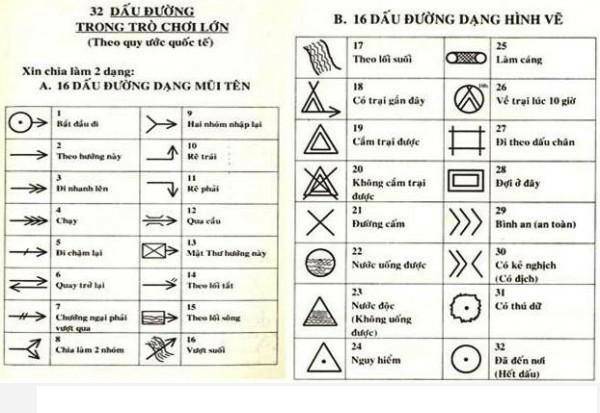 32 DẤU ĐƯỜNG
TRONG TRÒ CHƠI LỚN
(Theo quy ước quốc tế)
Xin chia làm 2 dạng:
A. 16 DẤU ĐƯỜNG DẠNG MŨI TÊN
1
Bắt đầu đi
2
Theo hướng này
3
Đi nhanh lên
4
Chạy
5
Đi chậm lại
6
Quay trở lại
7
Chướng ngại phải
vượt qua
8
Chia làm 2 nhóm
9
Hai nhóm nhập lại
10
Rẽ trái
11
Rẽ phải
12
Qua cầu
13
Mật Thư hướng này
14
Theo lối tắt
15
Theo lối sông
16
Vượt suối
B. 16 DẤU ĐƯỜNG DẠNG HÌNH VẼ
17
Theo lối suối
18
Có trại gần đây
19
Cắm trại được
20
Không cắm trại
được
21
Đường cấm
22
Nước uống được
23
Nước độc
(Không uống
được)
24
Nguy hiểm
25
Làm cáng
26
Về trại lúc 10 giờ
27
Đi theo dấu chân
28
Đợi ở đây
29
Bình an (an toàn)
30
Có kẻ nghịch
(Có địch)
31
Có thú dữ
32
Đã đến nơi
(Hết dấu)